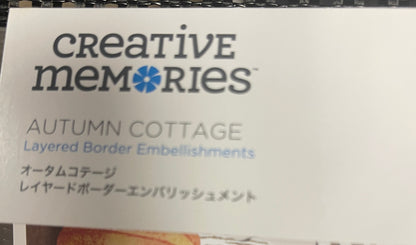 CREATIVE
MEMORIES™
AUTUMN COTTAGE
Layered Border Embellishments
オータムコテージ
レイヤードボーダーエンバリッシュメント